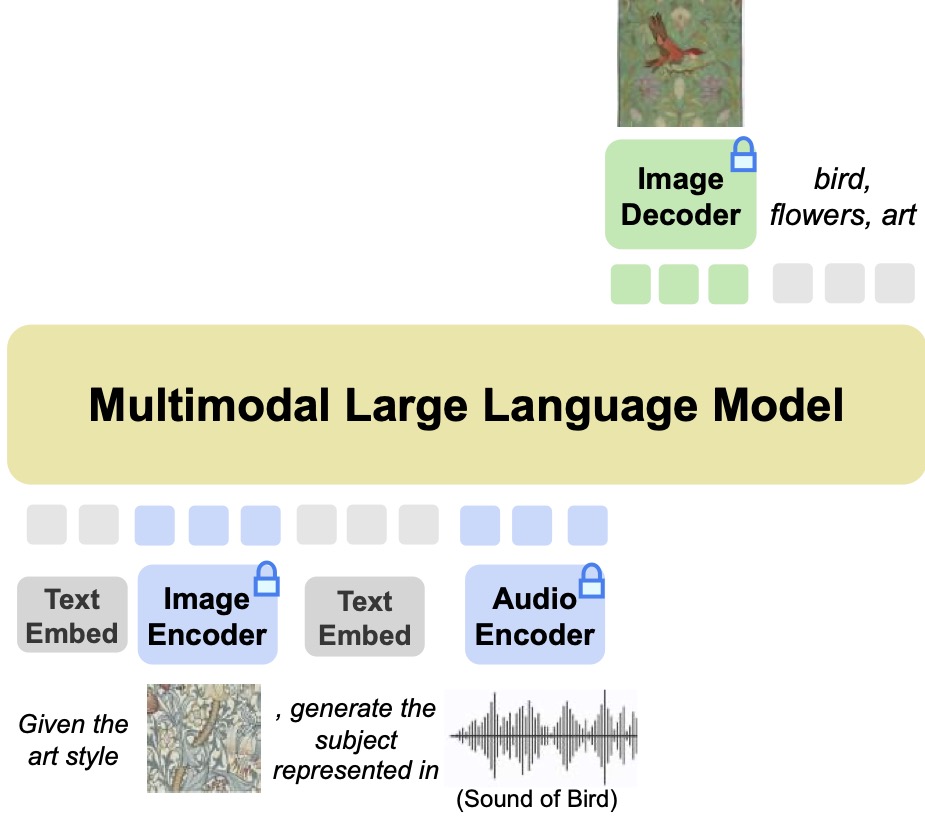 Image
Decoder
bird,
flowers, art
Multimodal Large Language Model
Text
Embed
Image
Encoder
Text
Embed
Audio
Encoder
Given the
art style
, generate the
subject
represented in
(Sound of Bird)